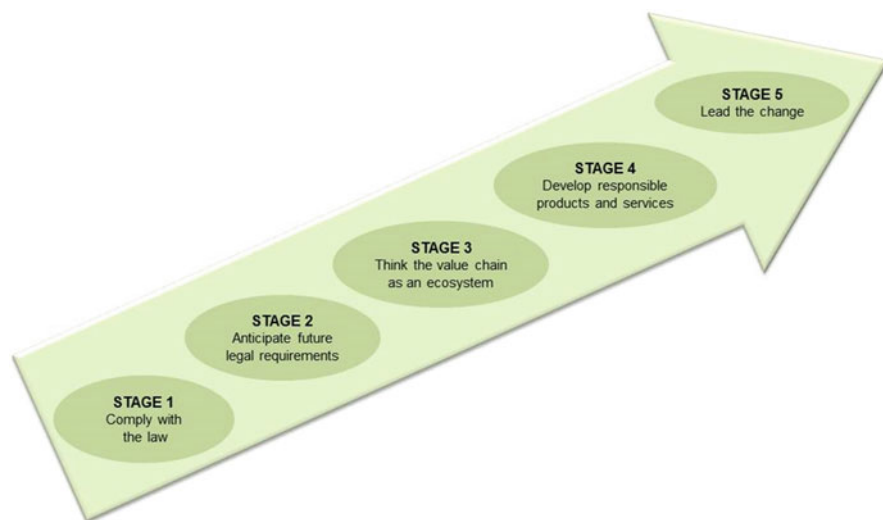 STAGE 1
Comply with
the law
STAGE 2
Anticipate future
legal requirements
STAGE 3
Think the value chain
as an ecosystem
STAGE 4
Develop responsible
products and services
STAGE 5
Lead the change